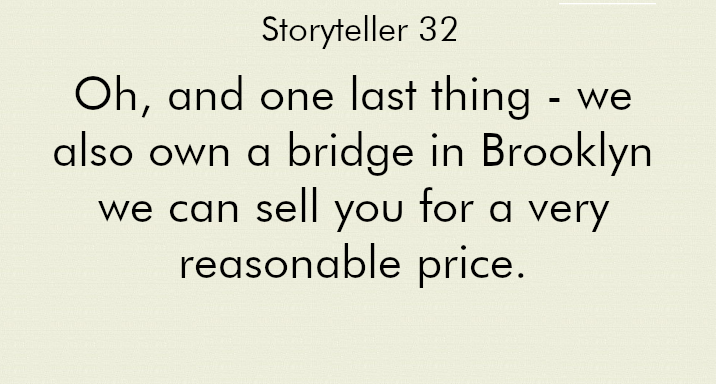 Storyteller 32
Oh, and one last thing - we
also own a bridge in Brooklyn
we can sell you for a very
reasonable price.